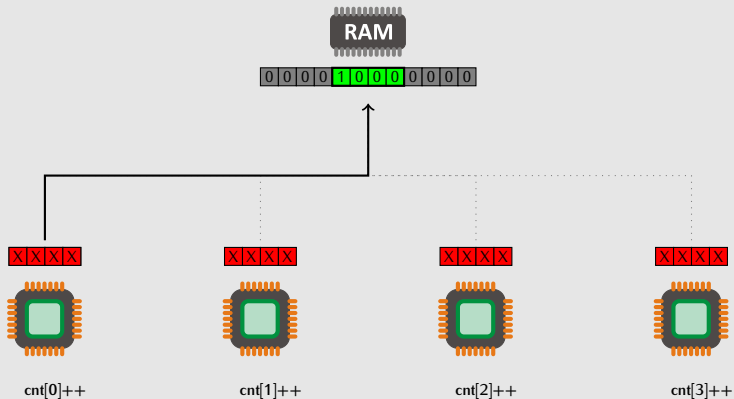 RAM
0 0 0 0 1 0 0 0 0 0 0 0
X X X X X X X X X X X X X X X X
cnt[0]++ cnt[1]++ cnt[2]++ cnt[3]++